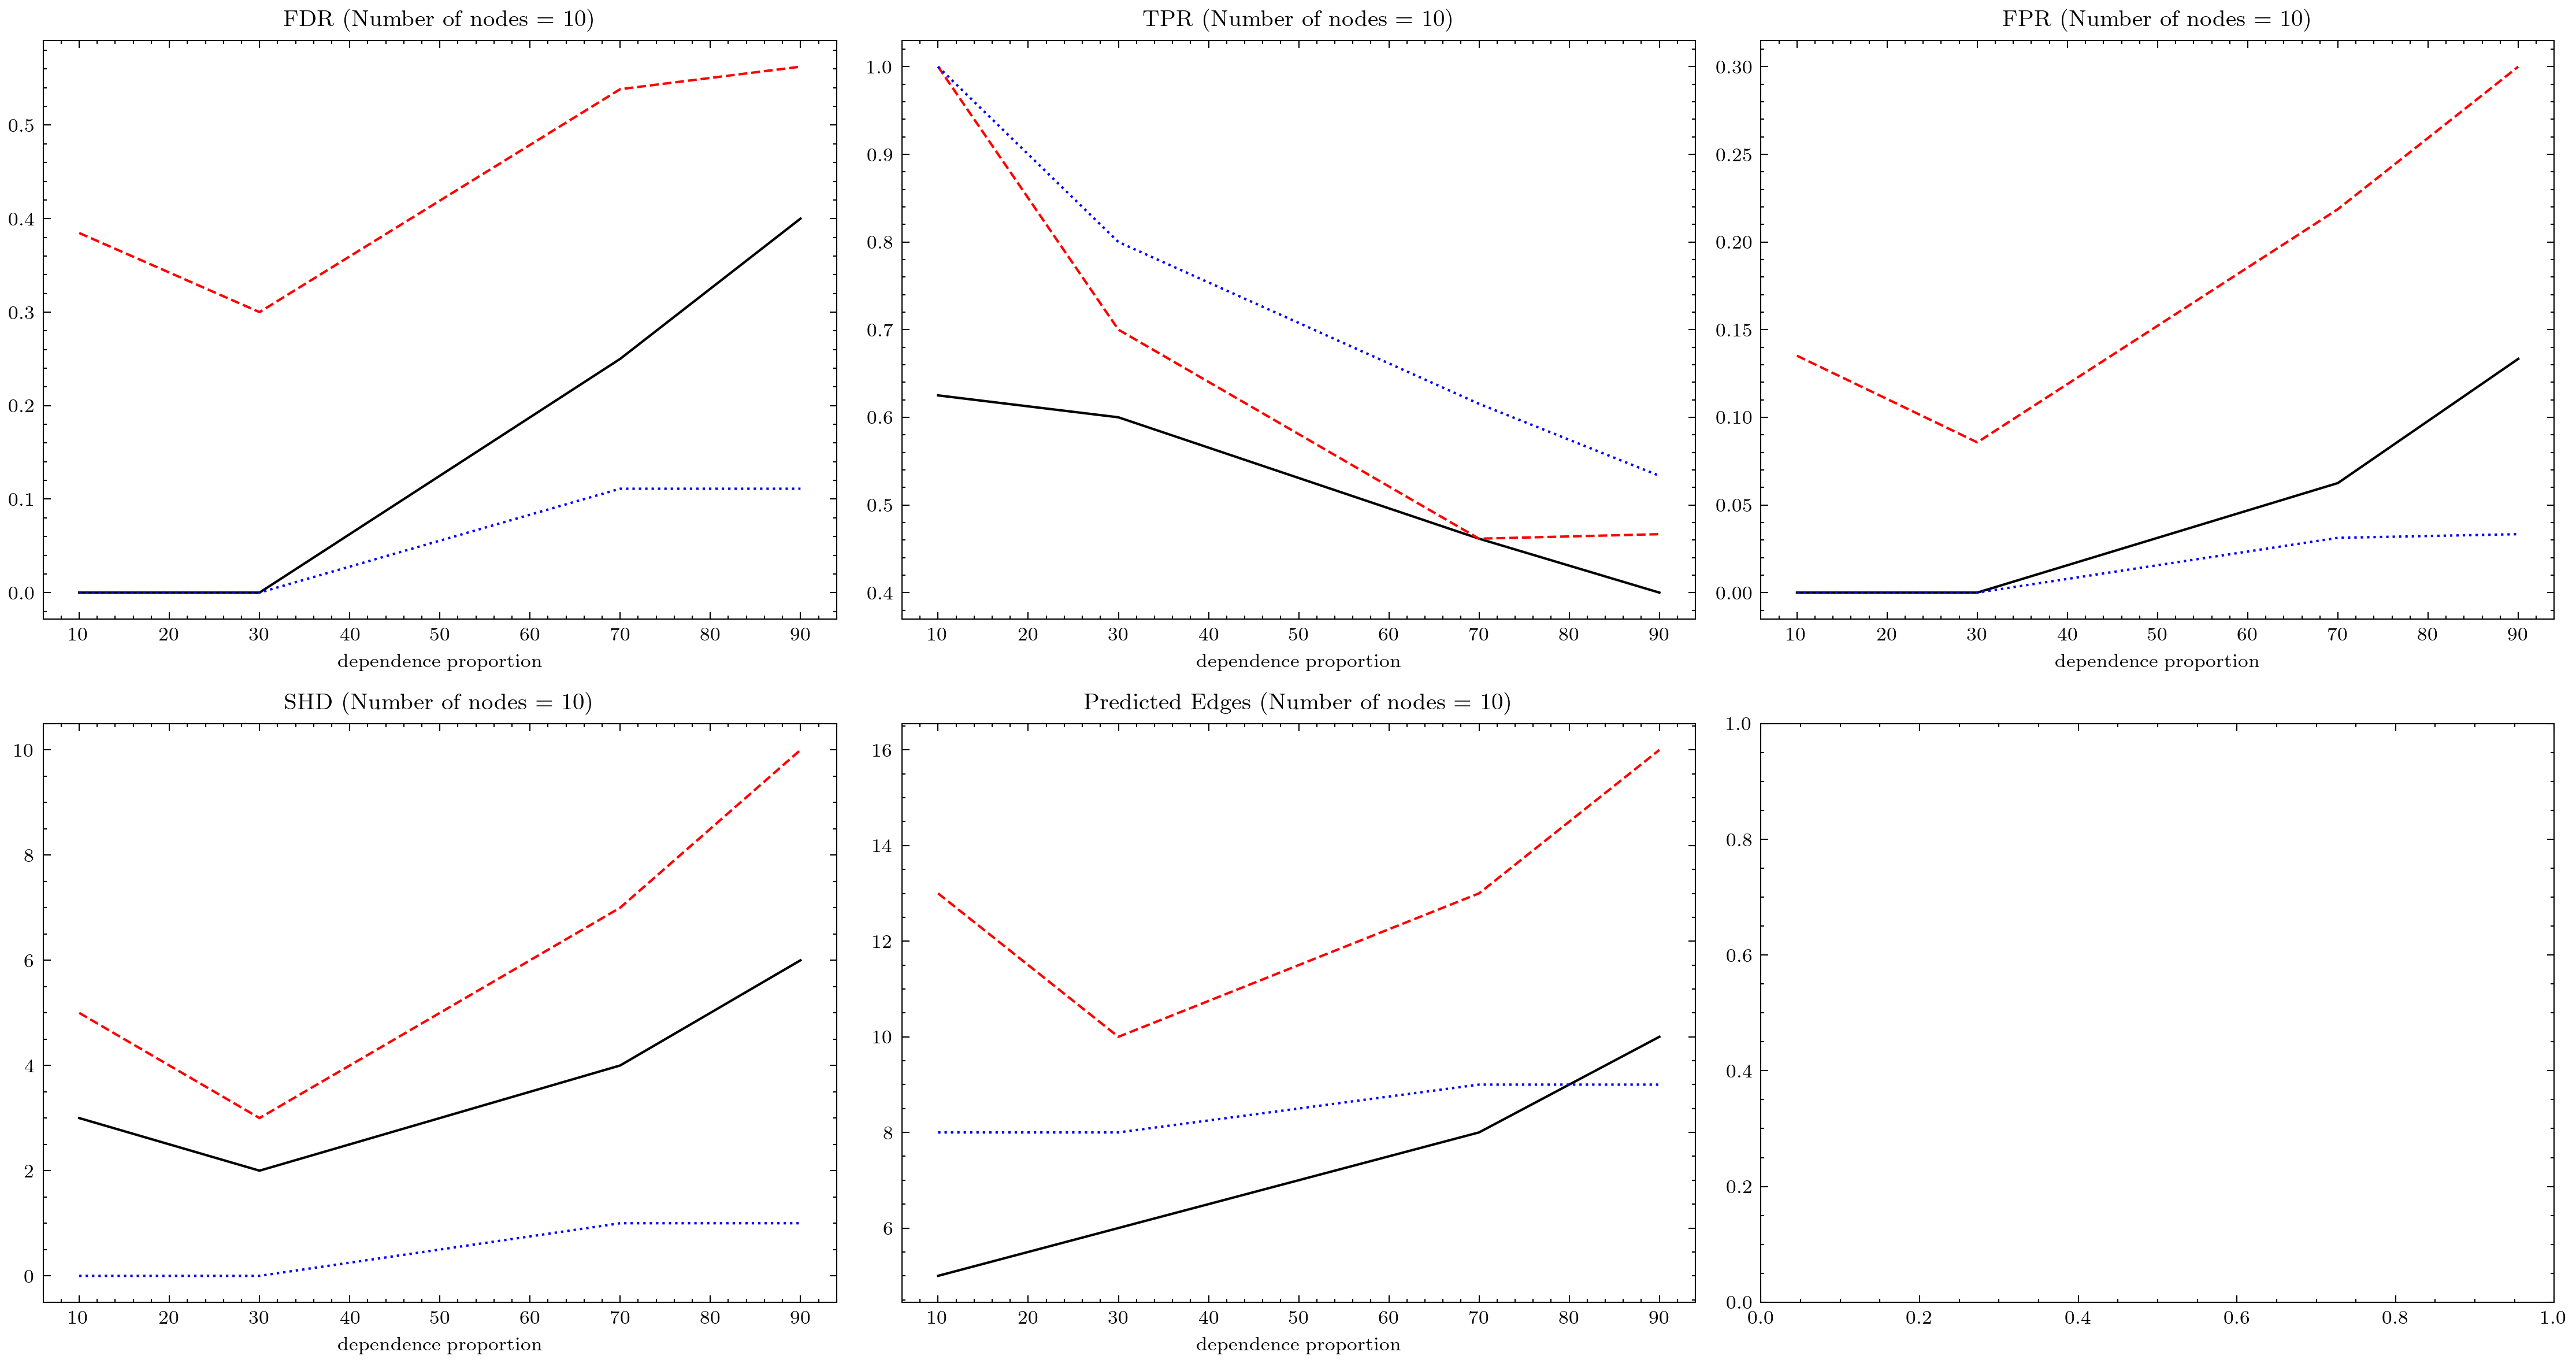 FDR (Number of nodes = 10)
0.5
0.4
0.3
0.2
0.1
0.0
10 20 30 40 50 60 70 80 90
dependence proportion
TPR (Number of nodes = 10)
1.0
0.9
0.8
0.7
0.6
0.5
0.4
10 20 30 40 50 60 70 80 90
dependence proportion
FPR (Number of nodes = 10)
0.30
0.25
0.20
0.15
0.10
0.05
0.00
10 20 30 40 50 60 70 80 90
dependence proportion
SHD (Number of nodes = 10)
10
8
6
4
2
0
10 20 30 40 50 60 70 80 90
dependence proportion
Predicted Edges (Number of nodes = 10)
16
14
12
10
8
6
10 20 30 40 50 60 70 80 90
dependence proportion
1.0
0.8
0.6
0.4
0.2
0.0
0.0 0.2 0.4 0.6 0.8 1.0